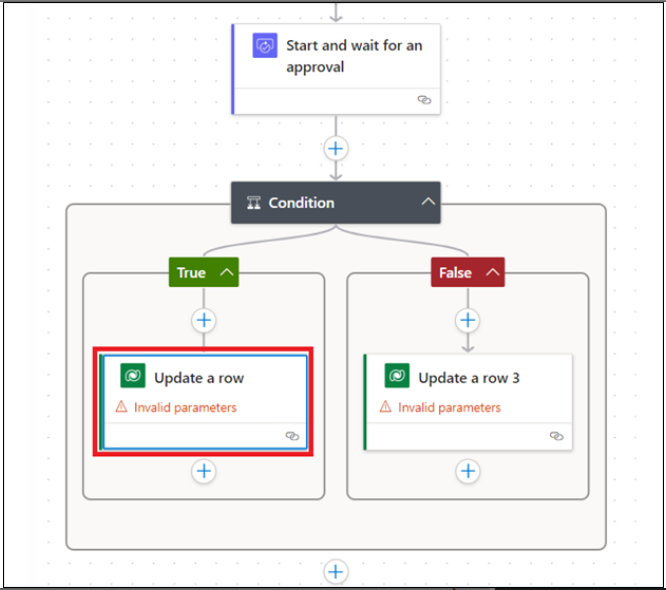 Start and wait for an
approval
Condition
True
False
Update a row
Invalid parameters
Update a row 3
Invalid parameters